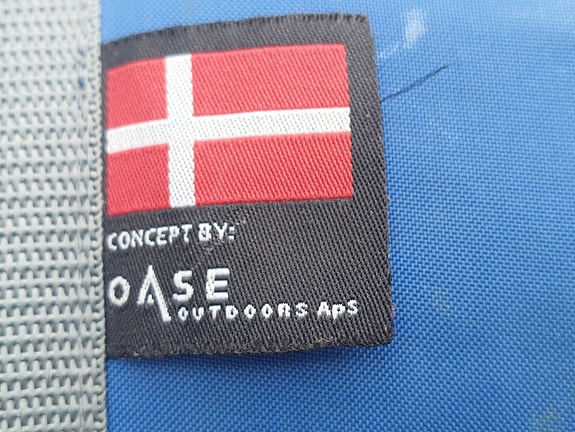 CONCEPT BY:
OASE
OUTDOORS ApS